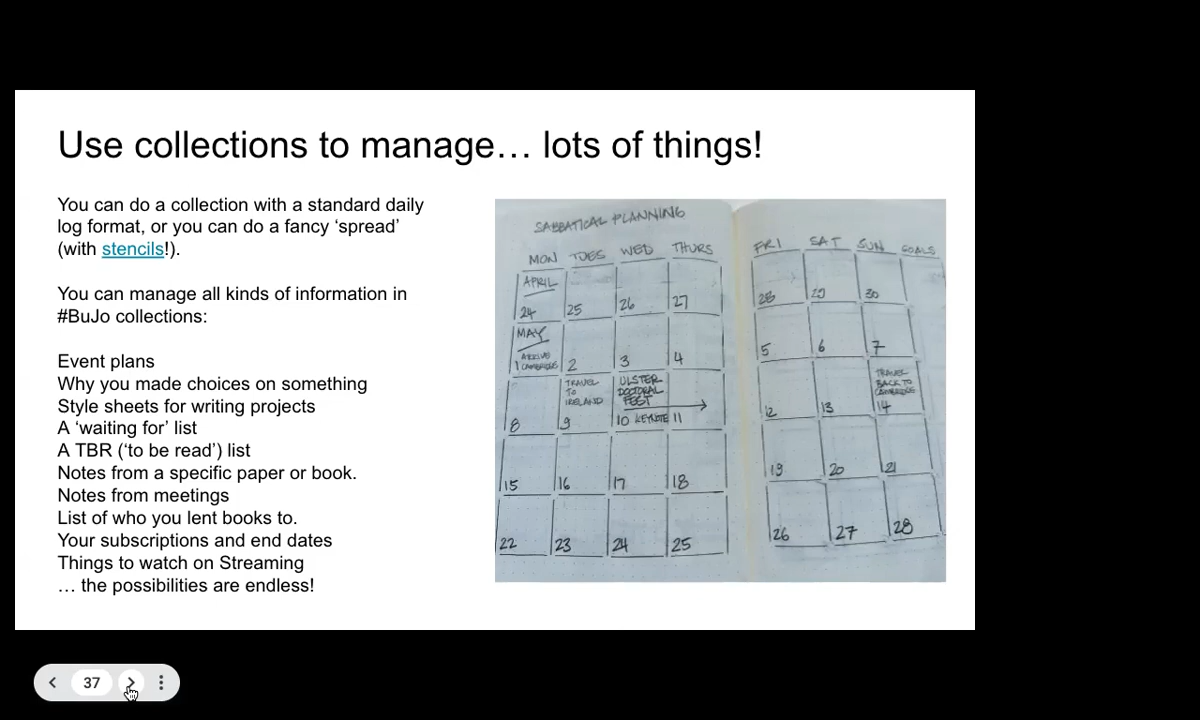 Use collections to manage… lots of things!
You can do a collection with a standard daily
log format, or you can do a fancy ‘spread’
(with stencils!).
You can manage all kinds of information in
#BuJo collections:
Event plans
Why you made choices on something
Style sheets for writing projects
A ‘waiting for’ list
A TBR (‘to be read’) list
Notes from a specific paper or book.
Notes from meetings
List of who you lent books to.
Your subscriptions and end dates
Things to watch on Streaming
… the possibilities are endless!
SABBATICAL PLANNING
MON TUES WED THURS FRI SAT SUN GOALS
APRIL
24 25 26 27 28 29 30
MAY
1 ARRIVE CAMBRIDGE 2 3 4 5 6 7
TRAVEL TO IRELAND
ULSTER DOCTORAL FEST
TRAVEL BACK TO CAMBRIDGE
8 9 10 KEYNOTE 11 12 13 14
15 16 17 18 19 20 21
22 23 24 25 26 27 28
37